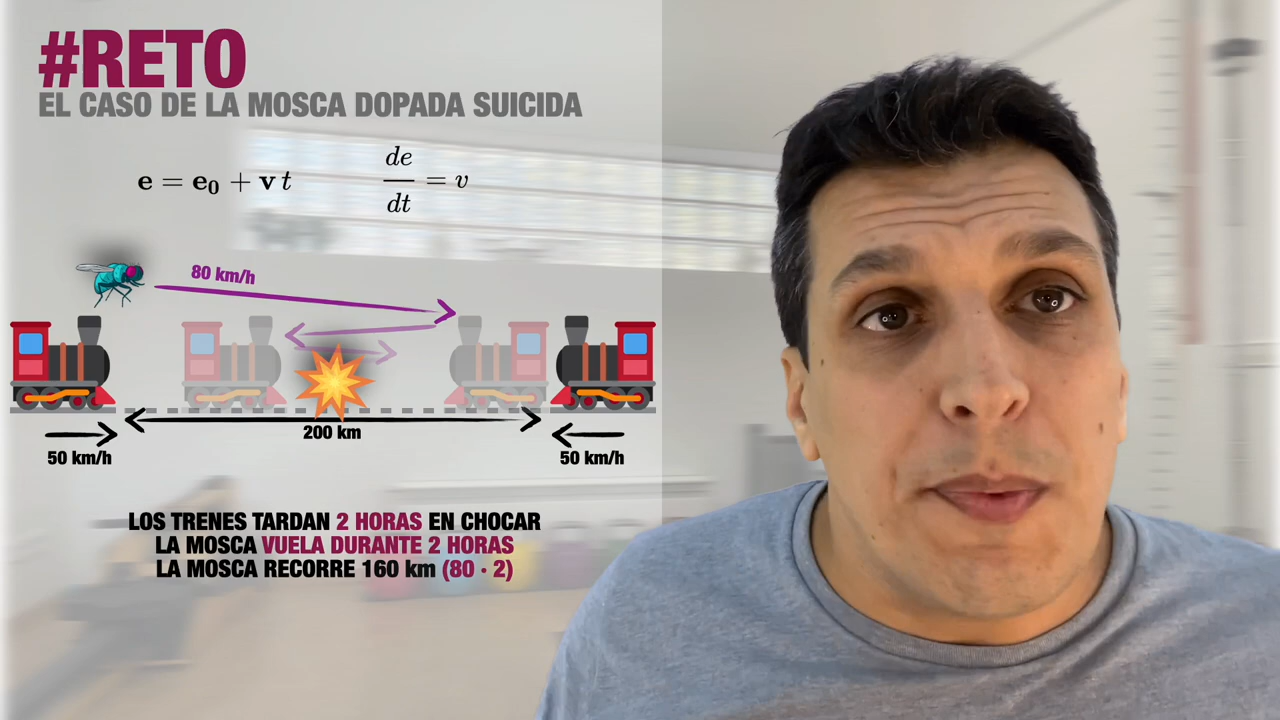 #RETO
EL CASO DE LA MOSCA DOPADA SUICIDA
e = e₀ + v t
de/dt = v
80 km/h
200 km
50 km/h
50 km/h
LOS TRENES TARDAN 2 HORAS EN CHOCAR
LA MOSCA VUELA DURANTE 2 HORAS
LA MOSCA RECORRE 160 km (80 · 2)